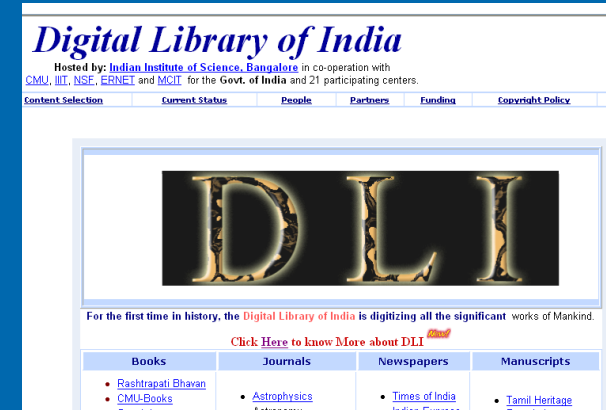 Digital Library of India
Hosted by: Indian Institute of Science, Bangalore in co-operation with
CMU, IIIT, NSF, ERNET and MCIT for the Govt. of India and 21 participating centers.
Content Selection Current Status People Partners Funding Copyright Policy
DLI
For the first time in history, the Digital Library of India is digitizing all the significant works of Mankind.
Click Here to know More about DLI New!
Books Journals Newspapers Manuscripts
Rashtrapati Bhavan
CMU-Books
Astrophysics
Times of India
Tamil Heritage